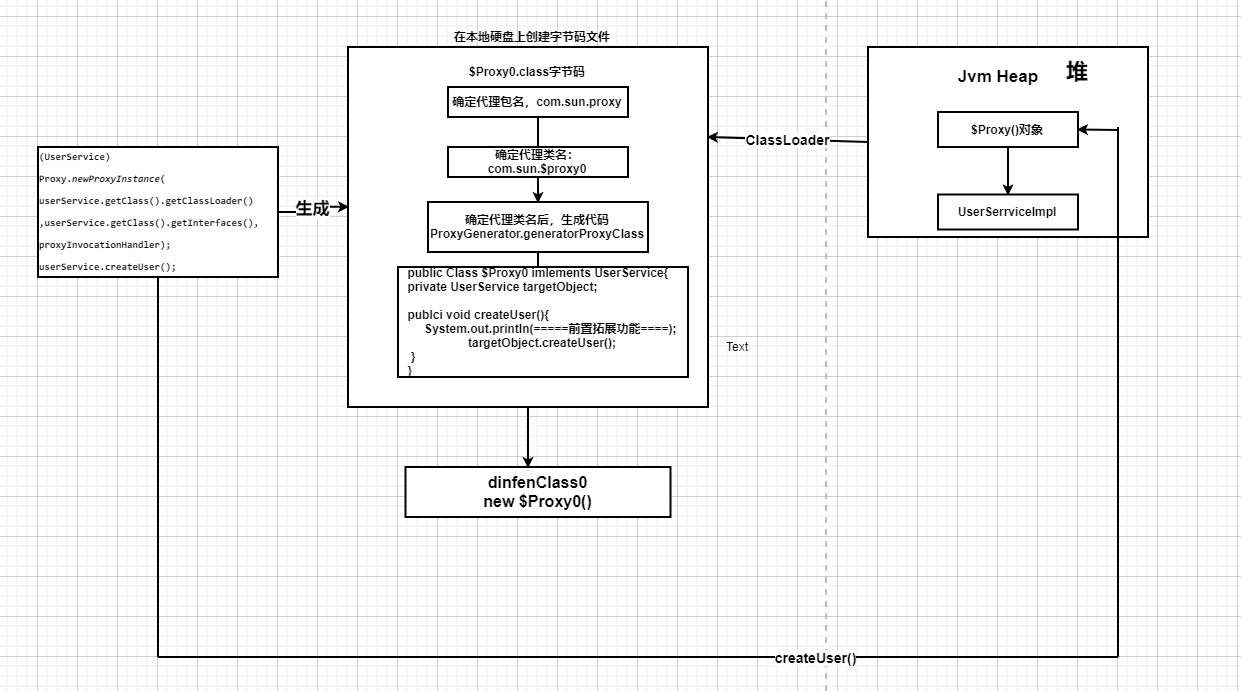 在本地硬盘上创建字节码文件
$Proxy0.class字节码
确定代理包名，com.sun.proxy
确定代理类名：
com.sun.$proxy0
确定代理类名后，生成代码
ProxyGenerator.generatorProxyClass
public Class $Proxy0 imlements UserService{
private UserService targetObject;
publci void createUser(){
System.out.println(=====前置拓展功能====);
targetObject.createUser();
}
}
(UserService)
Proxy.newProxyInstance(
userService.getClass().getClassLoader()
,userService.getClass().getInterfaces(),
proxyInvocationHandler);
userService.createUser();
生成
ClassLoader
Jvm Heap 堆
$Proxy()对象
UserSerrviceImpl
Text
dinfenClass0
new $Proxy0()
createUser()